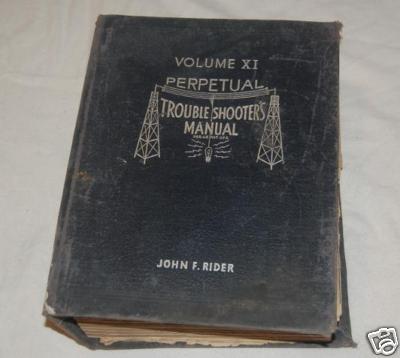 VOLUME XI
PERPETUAL
TROUBLE SHOOTER'S
MANUAL
JOHN F. RIDER